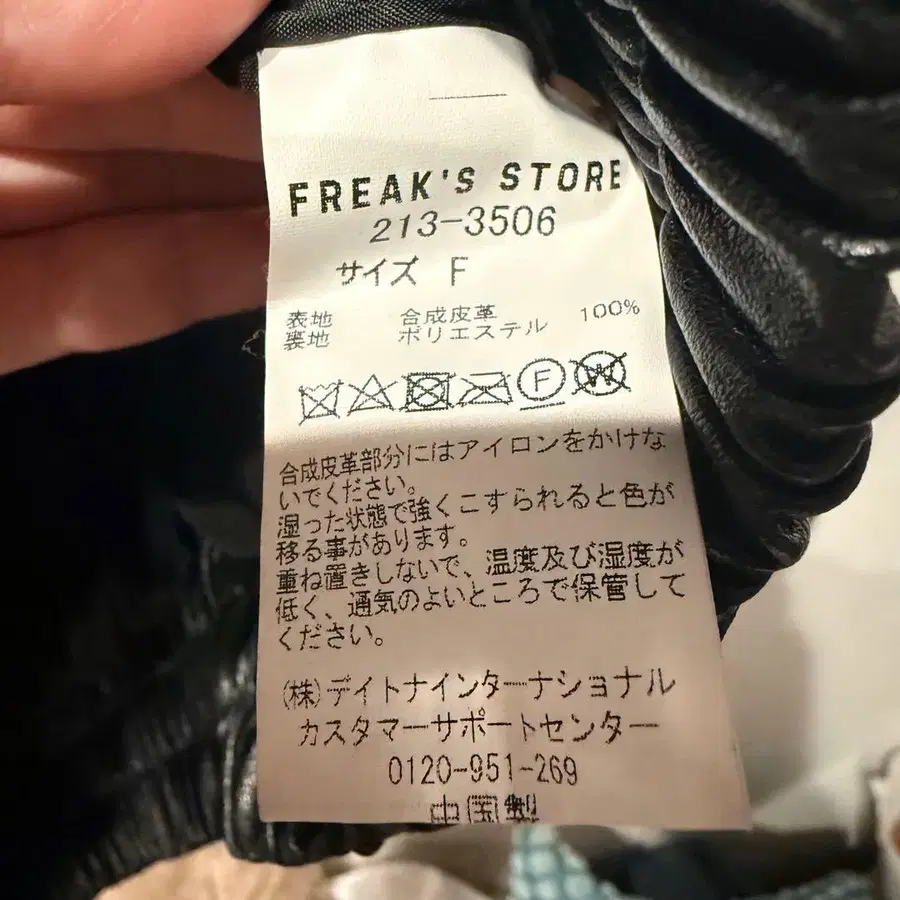 FREAK'S STORE
213-3506
サイズ F
表地 合成皮革 100%
裏地 ポリエステル
F W
合成皮革部分にはアイロンをかけな
いでください。
湿った状態で強くこすられると色が
移る事があります。
重ね置きしないで、温度及び湿度が
低く、通気のよいところで保管して
ください。
(株)デイトナインターナショナル
カスタマーサポートセンター
0120-951-269
中国製